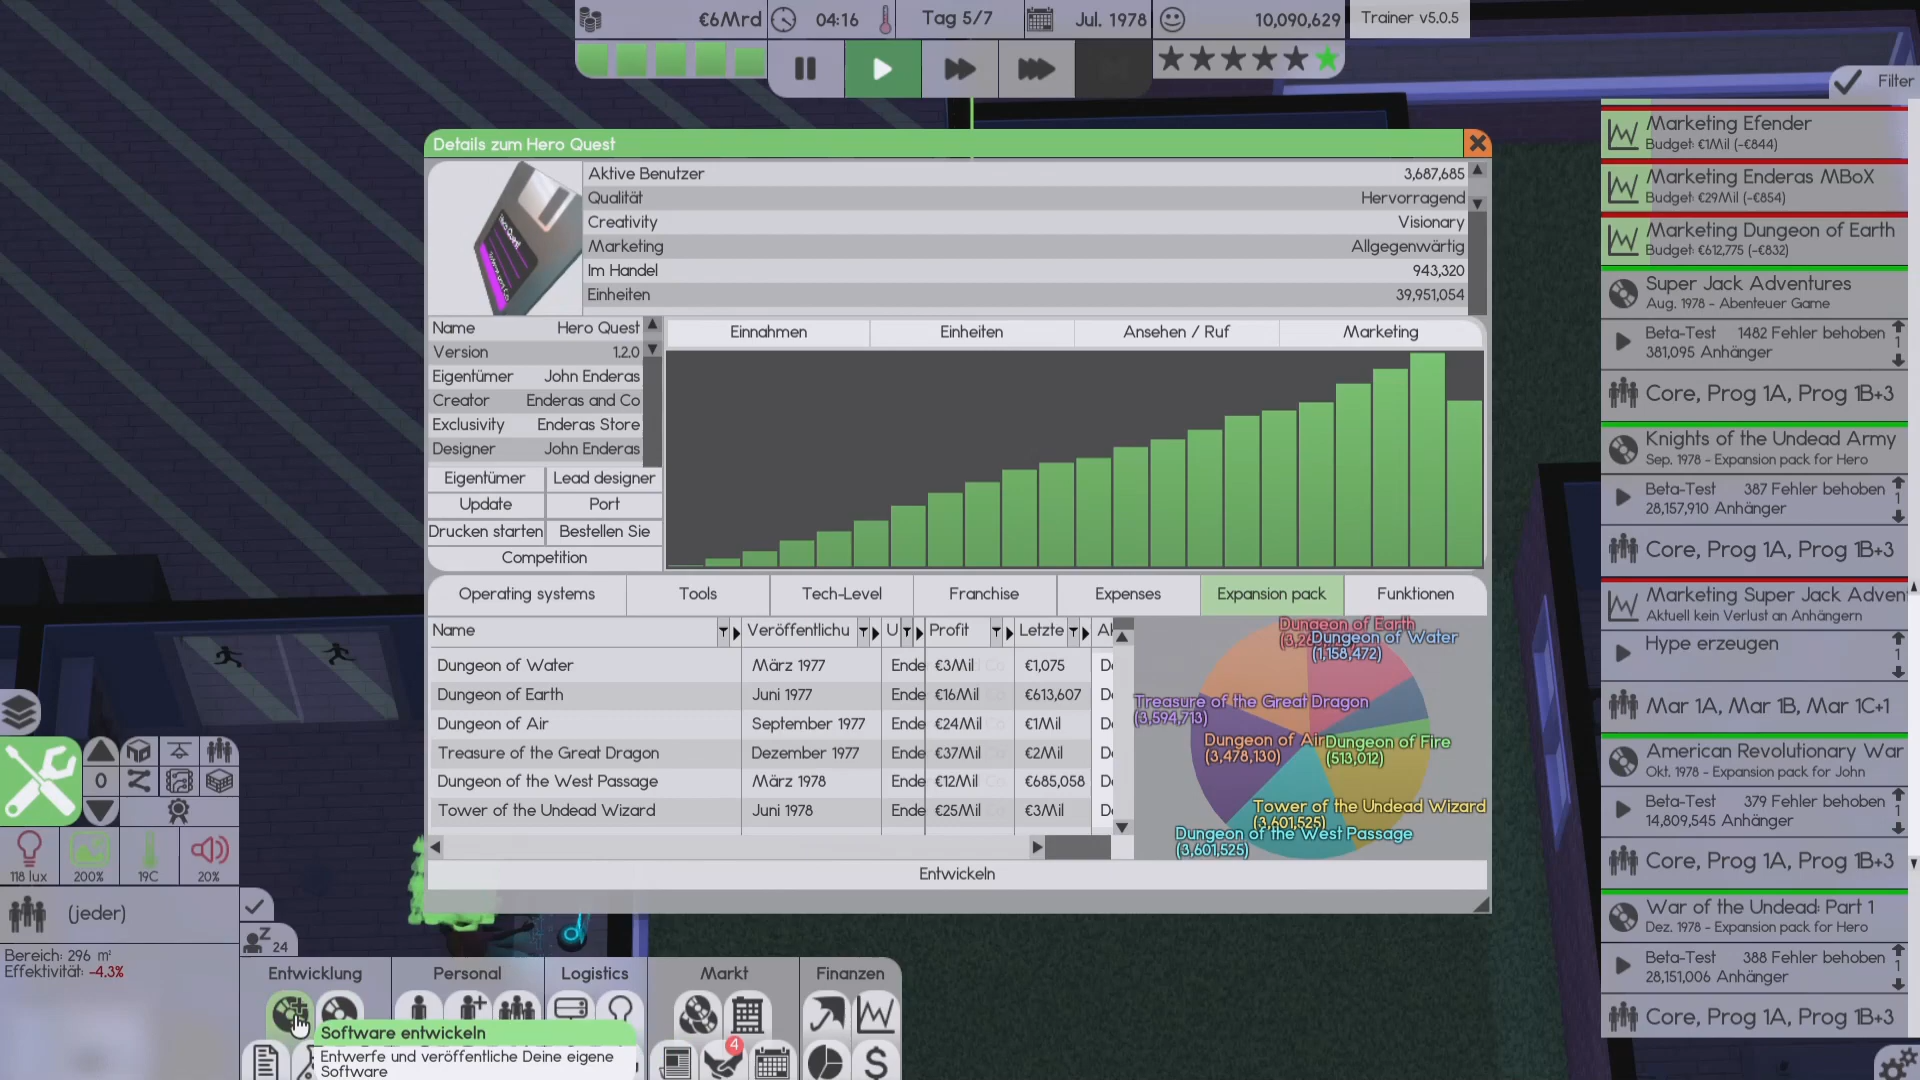 €6Mrd
04:16
Tag 5/7
Jul. 1978
10,090,629
Trainer v5.0.5
Filter
Details zum Hero Quest
Aktive Benutzer 3,687,685
Qualität Hervorragend
Creativity Visionary
Marketing Allgegenwärtig
Im Handel 943,320
Einheiten 39,951,054
Hero Quest
Name Hero Quest
Version 1.2.0
Eigentümer John Enderas
Creator Enderas and Co
Exclusivity Enderas Store
Designer John Enderas
Eigentümer Lead designer
Update Port
Drucken starten Bestellen Sie
Competition
Einnahmen Einheiten Ansehen / Ruf Marketing
Operating systems Tools Tech-Level Franchise Expenses Expansion pack Funktionen
Name Veröffentlichu U Profit Letzte
Dungeon of Water März 1977 Ende €3Mil €1,075
Dungeon of Earth Juni 1977 Ende €16Mil €613,607
Dungeon of Air September 1977 Ende €24Mil €1Mil
Treasure of the Great Dragon Dezember 1977 Ende €37Mil €2Mil
Dungeon of the West Passage März 1978 Ende €12Mil €685,058
Tower of the Undead Wizard Juni 1978 Ende €25Mil €3Mil
Dungeon of Earth
Dungeon of Water
(1,158,472)
Treasure of the Great Dragon
(3,594,713)
Dungeon of Air
(3,478,130)
Dungeon of Fire
(513,012)
Tower of the Undead Wizard
(3,601,525)
Dungeon of the West Passage
(3,601,525)
Entwickeln
Marketing Efender
Budget: €1Mil (-€844)
Marketing Enderas MBoX
Budget: €29Mil (-€854)
Marketing Dungeon of Earth
Budget: €612,775 (-€832)
Super Jack Adventures
Aug. 1978 - Abenteuer Game
Beta-Test 1482 Fehler behoben
381,095 Anhänger
1
Core, Prog 1A, Prog 1B+3
Knights of the Undead Army
Sep. 1978 - Expansion pack for Hero
Beta-Test 387 Fehler behoben
28,157,910 Anhänger
1
Core, Prog 1A, Prog 1B+3
Marketing Super Jack Adven
Aktuell kein Verlust an Anhängern
Hype erzeugen
1
Mar 1A, Mar 1B, Mar 1C+1
American Revolutionary War
Okt. 1978 - Expansion pack for John
Beta-Test 379 Fehler behoben
14,809,545 Anhänger
1
Core, Prog 1A, Prog 1B+3
War of the Undead: Part 1
Dez. 1978 - Expansion pack for Hero
Beta-Test 388 Fehler behoben
28,151,006 Anhänger
1
Core, Prog 1A, Prog 1B+3
0
118 lux 200% 19C 20%
(jeder)
Bereich: 296 m²
Effektivität: -4.3%
Z 24
Entwicklung Personal Logistics Markt Finanzen
4
Software entwickeln
Entwerfe und veröffentliche Deine eigene
Software